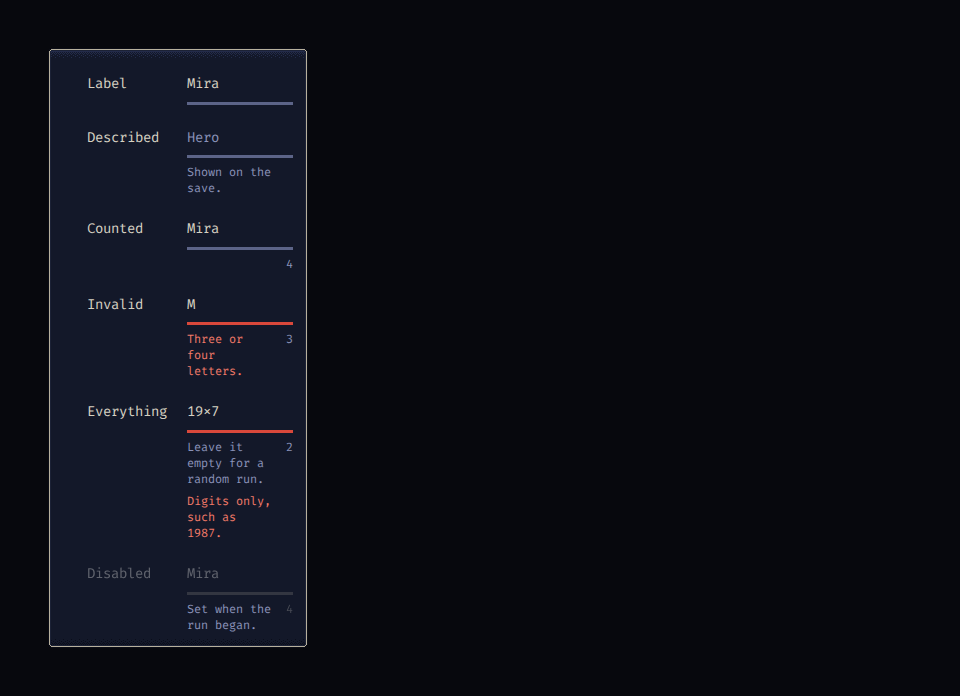 Label Mira
Described Hero
Shown on the
save.
Counted Mira
4
Invalid M
Three or 3
four
letters.
Everything 19×7
Leave it 2
empty for a
random run.
Digits only,
such as
1987.
Disabled Mira
Set when the 4
run began.